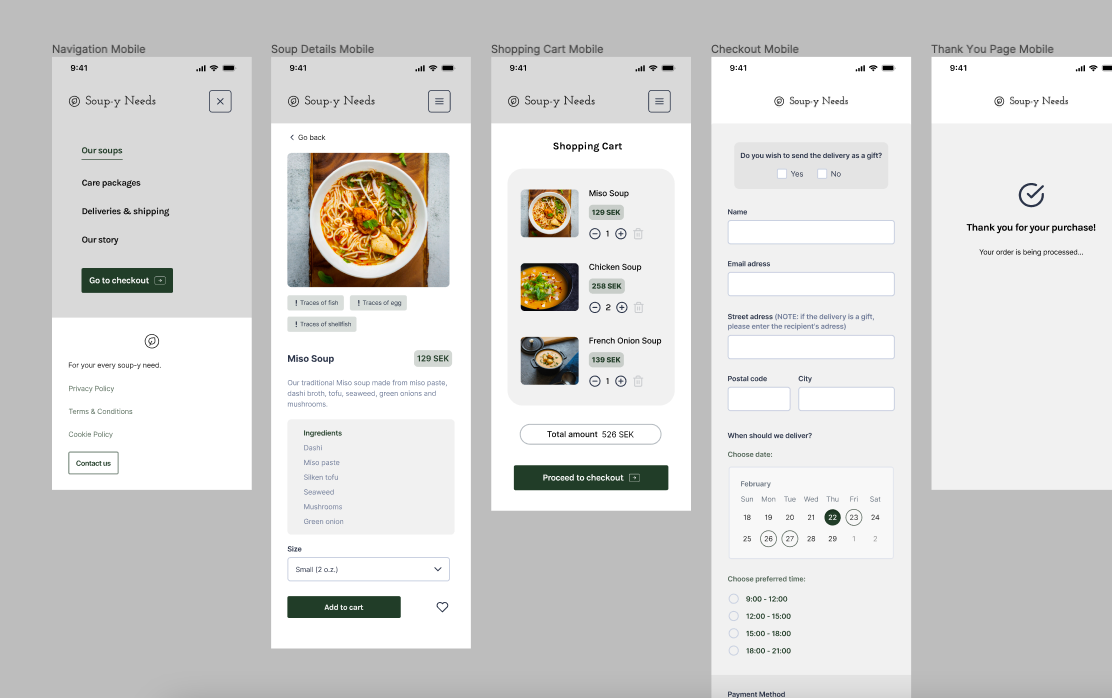 Navigation Mobile
9:41
Soup-y Needs
Our soups
Care packages
Deliveries & shipping
Our story
Go to checkout
For your every soup-y need.
Privacy Policy
Terms & Conditions
Cookie Policy
Contact us
Soup Details Mobile
9:41
Soup-y Needs
Go back
! Traces of fish
! Traces of egg
! Traces of shellfish
Miso Soup
129 SEK
Our traditional Miso soup made from miso paste,
dashi broth, tofu, seaweed, green onions and
mushrooms.
Ingredients
Dashi
Miso paste
Silken tofu
Seaweed
Mushrooms
Green onion
Size
Small (2 o.z.)
Add to cart
Shopping Cart Mobile
9:41
Soup-y Needs
Shopping Cart
Miso Soup
129 SEK
1
Chicken Soup
258 SEK
2
French Onion Soup
139 SEK
1
Total amount 526 SEK
Proceed to checkout
Checkout Mobile
9:41
Soup-y Needs
Do you wish to send the delivery as a gift?
Yes No
Name
Email adress
Street adress (NOTE: if the delivery is a gift,
please enter the recipient's adress)
Postal code City
When should we deliver?
Choose date:
February
Sun Mon Tue Wed Thu Fri Sat
18 19 20 21 22 23 24
25 26 27 28 29 1 2
Choose preferred time:
9:00 - 12:00
12:00 - 15:00
15:00 - 18:00
18:00 - 21:00
Payment Method
Thank You Page Mobile
9:41
Soup-y Needs
Thank you for your purchase!
Your order is being processed...